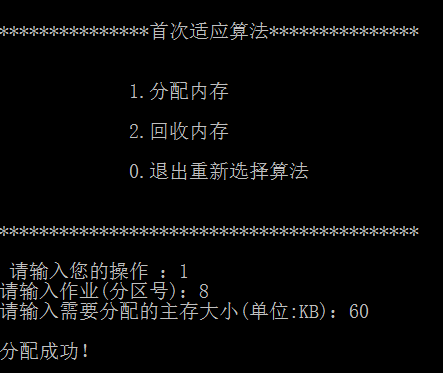 ***************首次适应算法***************
1.分配内存
2.回收内存
0.退出重新选择算法
******************************************
请输入您的操作 ：1
请输入作业(分区号)：8
请输入需要分配的主存大小(单位:KB)：60
分配成功！